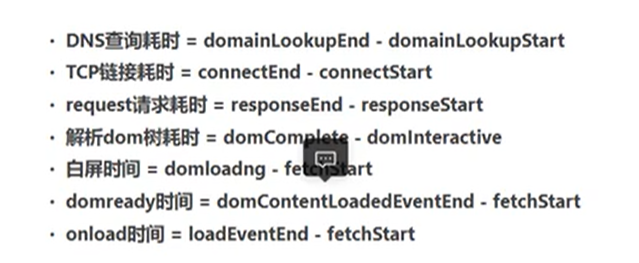 · DNS查询耗时 = domainLookupEnd - domainLookupStart
· TCP链接耗时 = connectEnd - connectStart
· request请求耗时 = responseEnd - responseStart
· 解析dom树耗时 = domComplete - domInteractive
· 白屏时间 = domloadng - fetchStart
· domready时间 = domContentLoadedEventEnd - fetchStart
· onload时间 = loadEventEnd - fetchStart